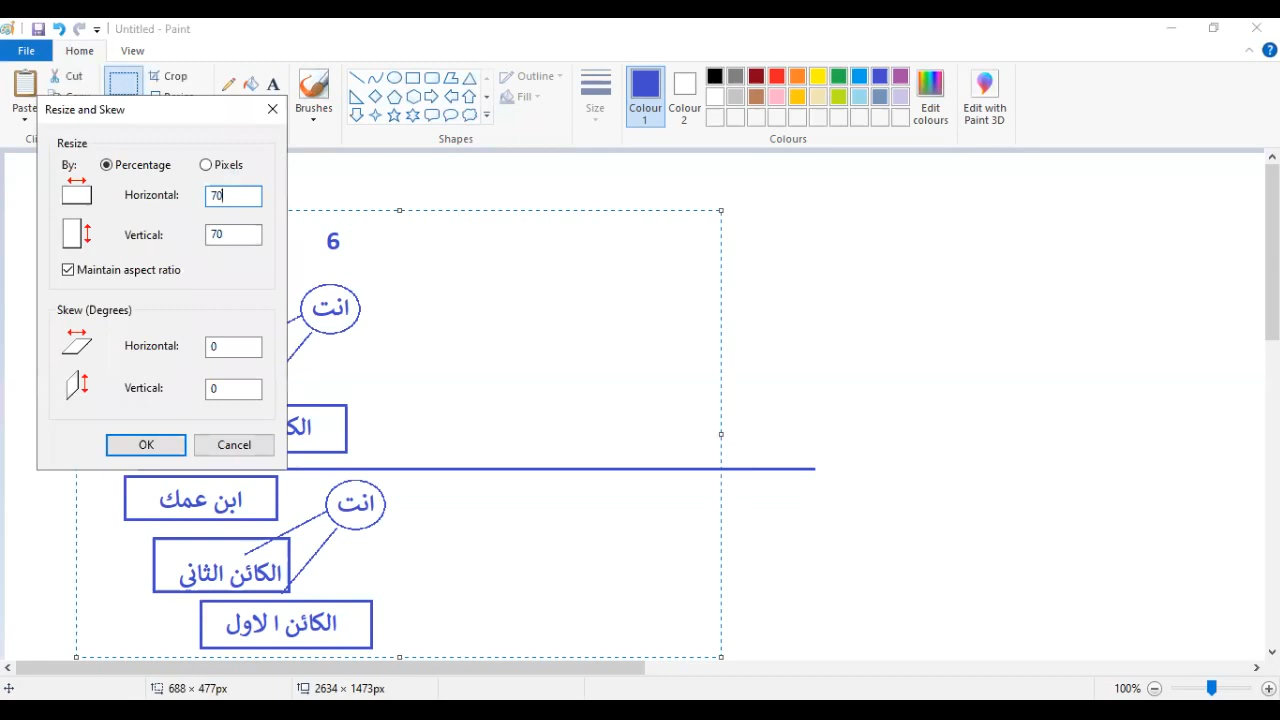 Untitled - Paint
File Home View
Cut
Crop
Paste
Brushes
Outline
Fill
Shapes
Size
Colour 1
Colour 2
Edit colours
Edit with Paint 3D
Colours
Resize and Skew
Resize
By: Percentage Pixels
Horizontal: 70
Vertical: 70
Maintain aspect ratio
Skew (Degrees)
Horizontal: 0
Vertical: 0
OK Cancel
6
انت
ابن عمك
انت
الكائن الثاني
الكائن ا لاول
688 × 477px
2634 × 1473px
100%